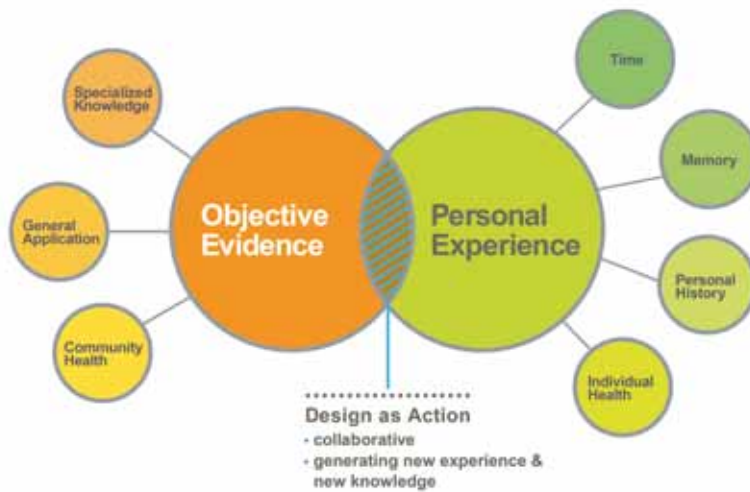 Specialized
Knowledge
General
Application
Community
Health
Objective
Evidence
Personal
Experience
Time
Memory
Personal
History
Individual
Health
Design as Action
- collaborative
- generating new experience &
new knowledge